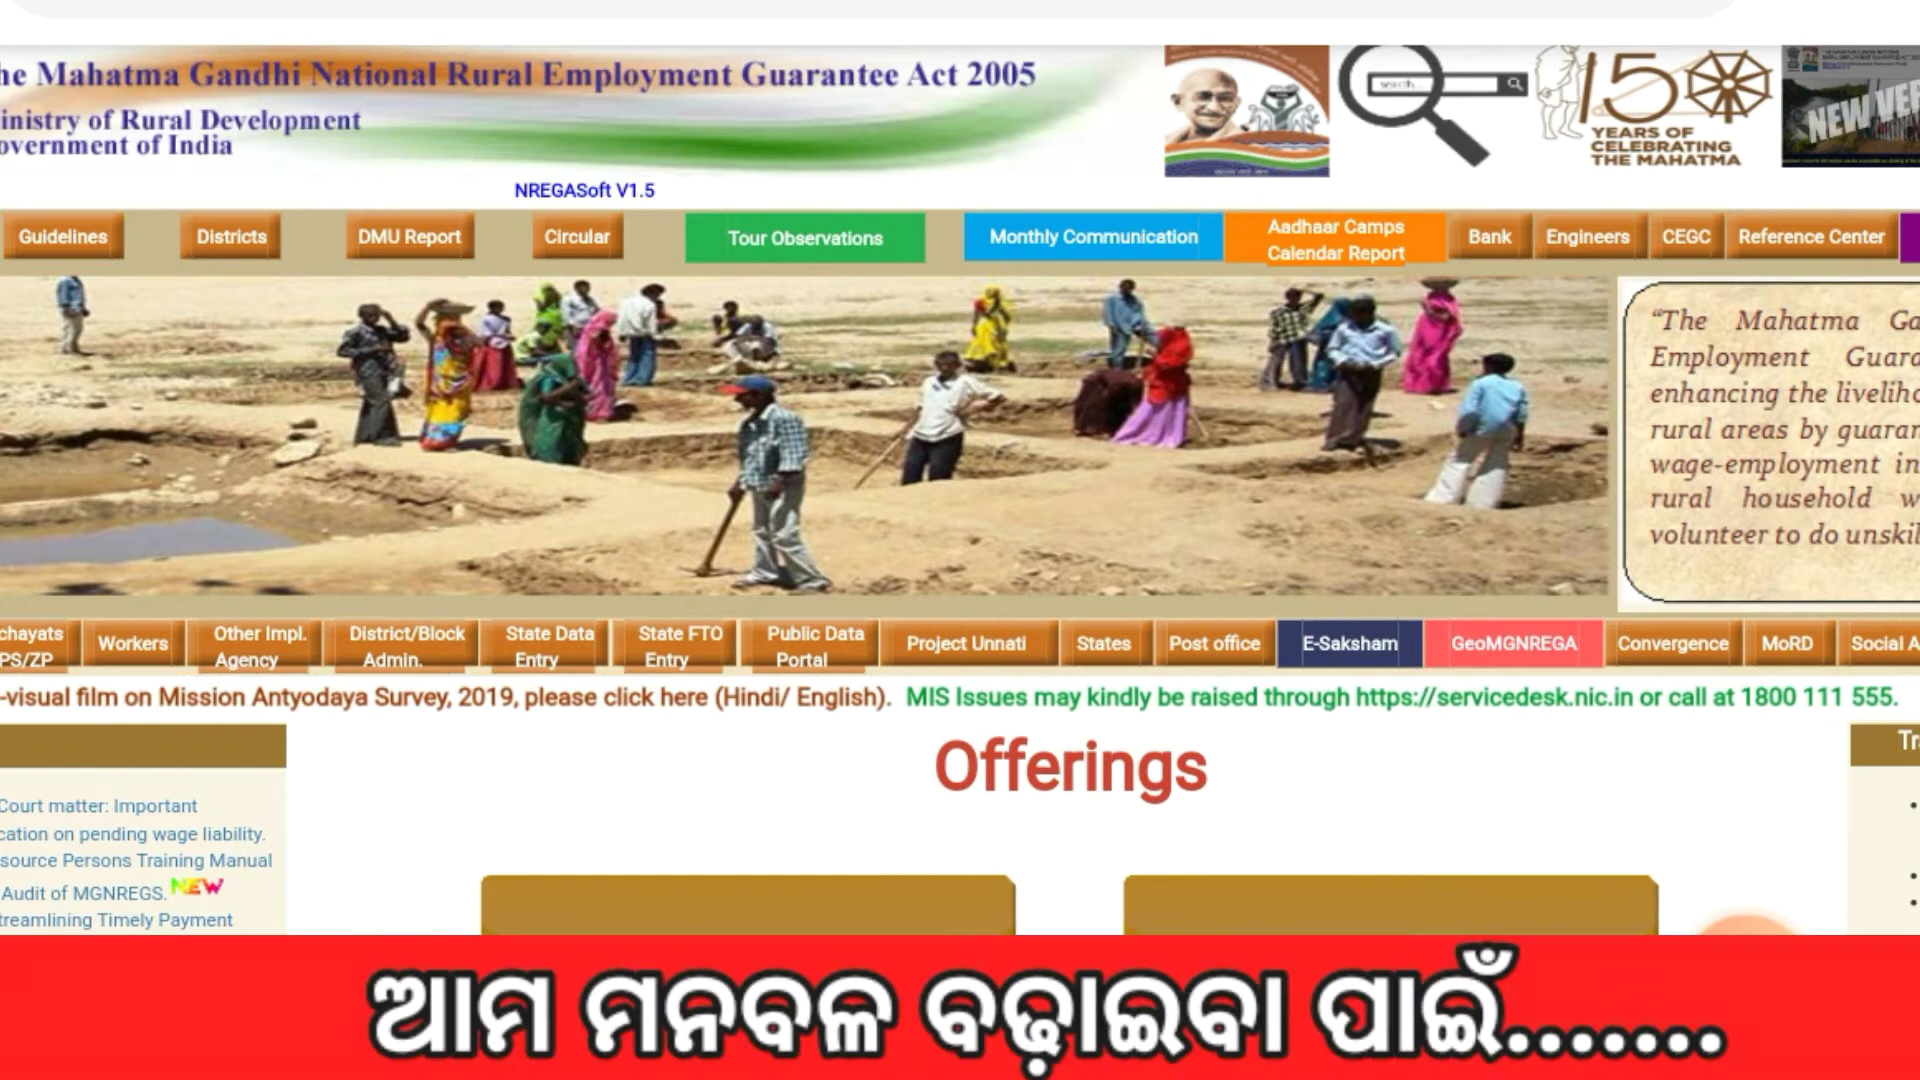 he Mahatma Gandhi National Rural Employment Guarantee Act 2005
inistry of Rural Development
overnment of India
search...
150
YEARS OF
CELEBRATING
THE MAHATMA
NEW VER
NREGASoft V1.5
Guidelines
Districts
DMU Report
Circular
Tour Observations
Monthly Communication
Aadhaar Camps
Calendar Report
Bank
Engineers
CEGC
Reference Center
“The Mahatma Ga
Employment Guara
enhancing the liveliho
rural areas by guaran
wage-employment in
rural household w
volunteer to do unskil
chayats
PS/ZP
Workers
Other Impl.
Agency
District/Block
Admin.
State Data
Entry
State FTO
Entry
Public Data
Portal
Project Unnati
States
Post office
E-Saksham
GeoMGNREGA
Convergence
MoRD
Social A
-visual film on Mission Antyodaya Survey, 2019, please click here (Hindi/ English). MIS Issues may kindly be raised through https://servicedesk.nic.in or call at 1800 111 555.
Offerings
Tra
Court matter: Important
cation on pending wage liability.
source Persons Training Manual
Audit of MGNREGS. NEW
treamlining Timely Payment
ଆମ ମନବଳ ବଢ଼ାଇବା ପାଇଁ.......